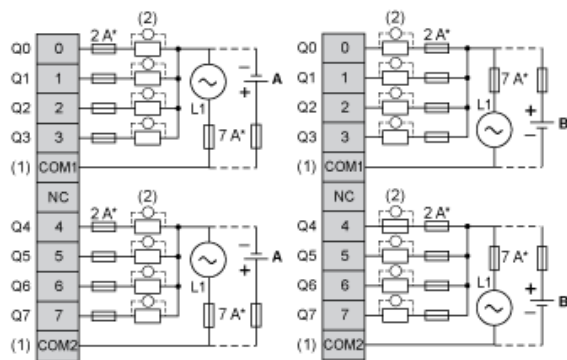 (2)
Q0 0 2 A*
Q1 1
Q2 2
Q3 3
L1
7 A*
− + A
(1) COM1
NC
(2)
Q4 4 2 A*
Q5 5
Q6 6
Q7 7
L1
7 A*
− + A
(1) COM2
(2)
Q0 0 2 A*
Q1 1
Q2 2
Q3 3
7 A*
L1
+ − B
(1) COM1
NC
(2)
Q4 4 2 A*
Q5 5
Q6 6
Q7 7
7 A*
L1
+ − B
(1) COM2